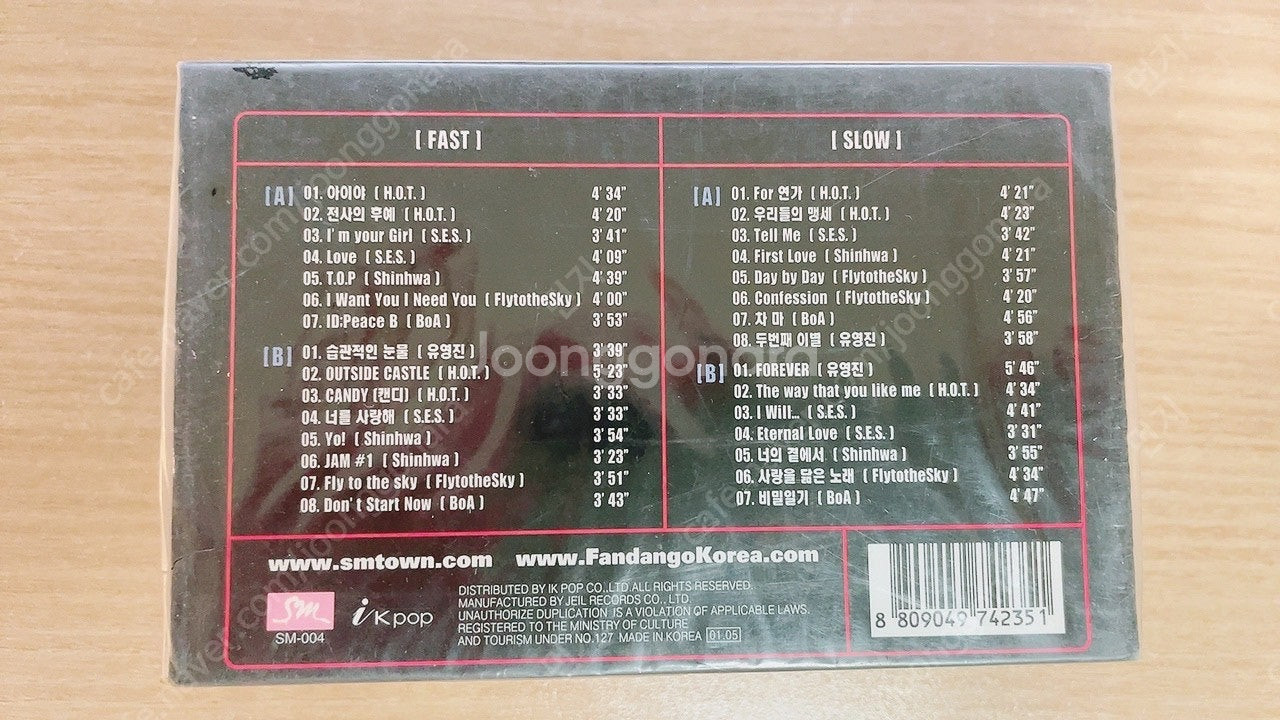 [ FAST ]
[A] 01. 아이야 ( H.O.T. ) 4' 34"
02. 전사의 후예 ( H.O.T. ) 4' 20"
03. I'm your Girl ( S.E.S. ) 3' 41"
04. Love ( S.E.S. ) 4' 09"
05. T.O.P ( Shinhwa ) 4' 39"
06. I Want You I Need You ( FlytotheSky ) 4' 00"
07. ID:Peace B ( BoA ) 3' 53"
[B] 01. 습관적인 눈물 ( 유영진 ) 3' 39"
02. OUTSIDE CASTLE ( H.O.T. ) 5' 23"
03. CANDY (캔디) ( H.O.T. ) 3' 33"
04. 너를 사랑해 ( S.E.S. ) 3' 33"
05. Yo! ( Shinhwa ) 3' 54"
06. JAM #1 ( Shinhwa ) 3' 23"
07. Fly to the sky ( FlytotheSky ) 3' 51"
08. Don't Start Now ( BoA ) 3' 43"
[ SLOW ]
[A] 01. For 연가 ( H.O.T. ) 4' 21"
02. 우리들의 맹세 ( H.O.T. ) 4' 23"
03. Tell Me ( S.E.S. ) 3' 42"
04. First Love ( Shinhwa ) 4' 21"
05. Day by Day ( FlytotheSky ) 3' 57"
06. Confession ( FlytotheSky ) 4' 20"
07. 차 마 ( BoA ) 4' 56"
08. 두번째 이별 ( 유영진 ) 3' 58"
[B] 01. FOREVER ( 유영진 ) 5' 46"
02. The way that you like me ( H.O.T. ) 4' 34"
03. I Will... ( S.E.S. ) 4' 41"
04. Eternal Love ( S.E.S. ) 3' 31"
05. 너의 곁에서 ( Shinhwa ) 3' 55"
06. 사랑을 닮은 노래 ( FlytotheSky ) 4' 34"
07. 비밀일기 ( BoA ) 4' 47"
www.smtown.com www.FandangoKorea.com
SM
SM-004
iKpop
DISTRIBUTED BY IK POP CO,.LTD ALL RIGHTS RESERVED.
MANUFACTURED BY JEIL RECORDS CO., LTD.
UNAUTHORIZE DUPLICATION IS A VIOLATION OF APPLICABLE LAWS.
REGISTERED TO THE MINISTRY OF CULTURE
AND TOURISM UNDER NO.127 MADE IN KOREA 01.05
8 809049 742351
Joonggonara
cafe.naver.com/joonggonara